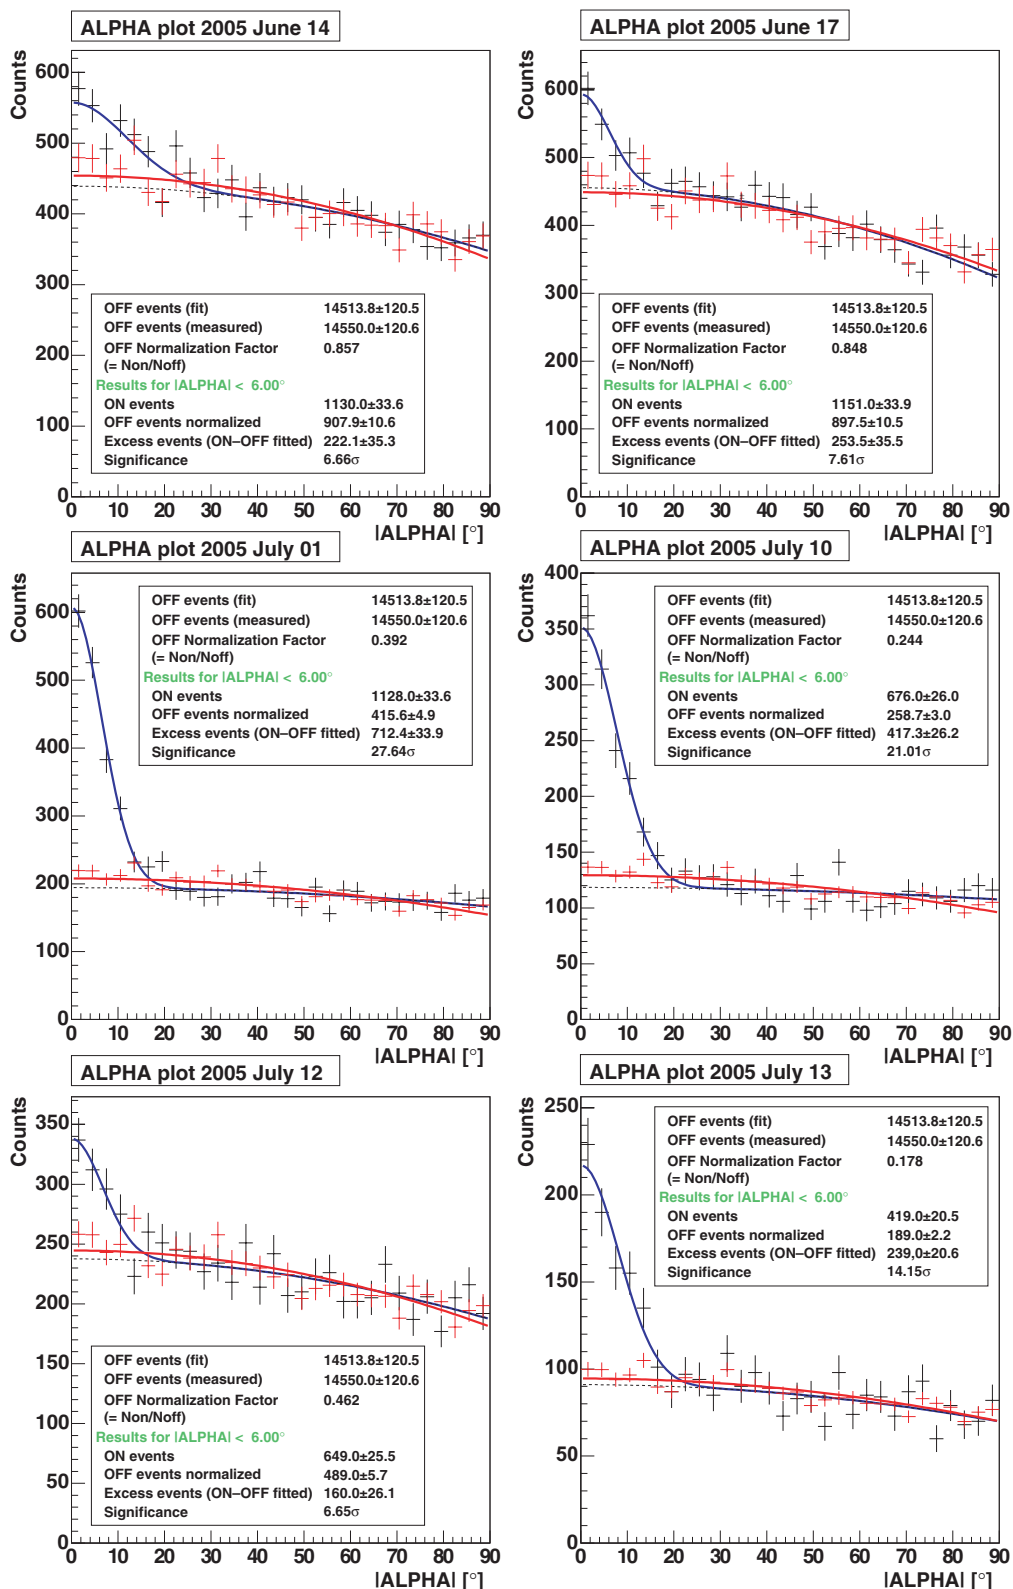 ALPHA plot 2005 June 14
Counts
600
500
400
300
200
100
0
OFF events (fit) 14513.8±120.5
OFF events (measured) 14550.0±120.6
OFF Normalization Factor 0.857
(= Non/Noff)
Results for |ALPHA| < 6.00°
ON events 1130.0±33.6
OFF events normalized 907.9±10.6
Excess events (ON–OFF fitted) 222.1±35.3
Significance 6.66σ
0 10 20 30 40 50 60 70 80 90
|ALPHA| [°]
ALPHA plot 2005 June 17
Counts
600
500
400
300
200
100
0
OFF events (fit) 14513.8±120.5
OFF events (measured) 14550.0±120.6
OFF Normalization Factor 0.848
(= Non/Noff)
Results for |ALPHA| < 6.00°
ON events 1151.0±33.9
OFF events normalized 897.5±10.5
Excess events (ON–OFF fitted) 253.5±35.5
Significance 7.61σ
0 10 20 30 40 50 60 70 80 90
|ALPHA| [°]
ALPHA plot 2005 July 01
Counts
600
500
400
300
200
100
0
OFF events (fit) 14513.8±120.5
OFF events (measured) 14550.0±120.6
OFF Normalization Factor 0.392
(= Non/Noff)
Results for |ALPHA| < 6.00°
ON events 1128.0±33.6
OFF events normalized 415.6±4.9
Excess events (ON–OFF fitted) 712.4±33.9
Significance 27.64σ
0 10 20 30 40 50 60 70 80 90
|ALPHA| [°]
ALPHA plot 2005 July 10
Counts
400
350
300
250
200
150
100
50
0
OFF events (fit) 14513.8±120.5
OFF events (measured) 14550.0±120.6
OFF Normalization Factor 0.244
(= Non/Noff)
Results for |ALPHA| < 6.00°
ON events 676.0±26.0
OFF events normalized 258.7±3.0
Excess events (ON–OFF fitted) 417.3±26.2
Significance 21.01σ
0 10 20 30 40 50 60 70 80 90
|ALPHA| [°]
ALPHA plot 2005 July 12
Counts
350
300
250
200
150
100
50
0
OFF events (fit) 14513.8±120.5
OFF events (measured) 14550.0±120.6
OFF Normalization Factor 0.462
(= Non/Noff)
Results for |ALPHA| < 6.00°
ON events 649.0±25.5
OFF events normalized 489.0±5.7
Excess events (ON–OFF fitted) 160.0±26.1
Significance 6.65σ
0 10 20 30 40 50 60 70 80 90
|ALPHA| [°]
ALPHA plot 2005 July 13
Counts
250
200
150
100
50
0
OFF events (fit) 14513.8±120.5
OFF events (measured) 14550.0±120.6
OFF Normalization Factor 0.178
(= Non/Noff)
Results for |ALPHA| < 6.00°
ON events 419.0±20.5
OFF events normalized 189.0±2.2
Excess events (ON–OFF fitted) 239,0±20.6
Significance 14.15σ
0 10 20 30 40 50 60 70 80 90
|ALPHA| [°]